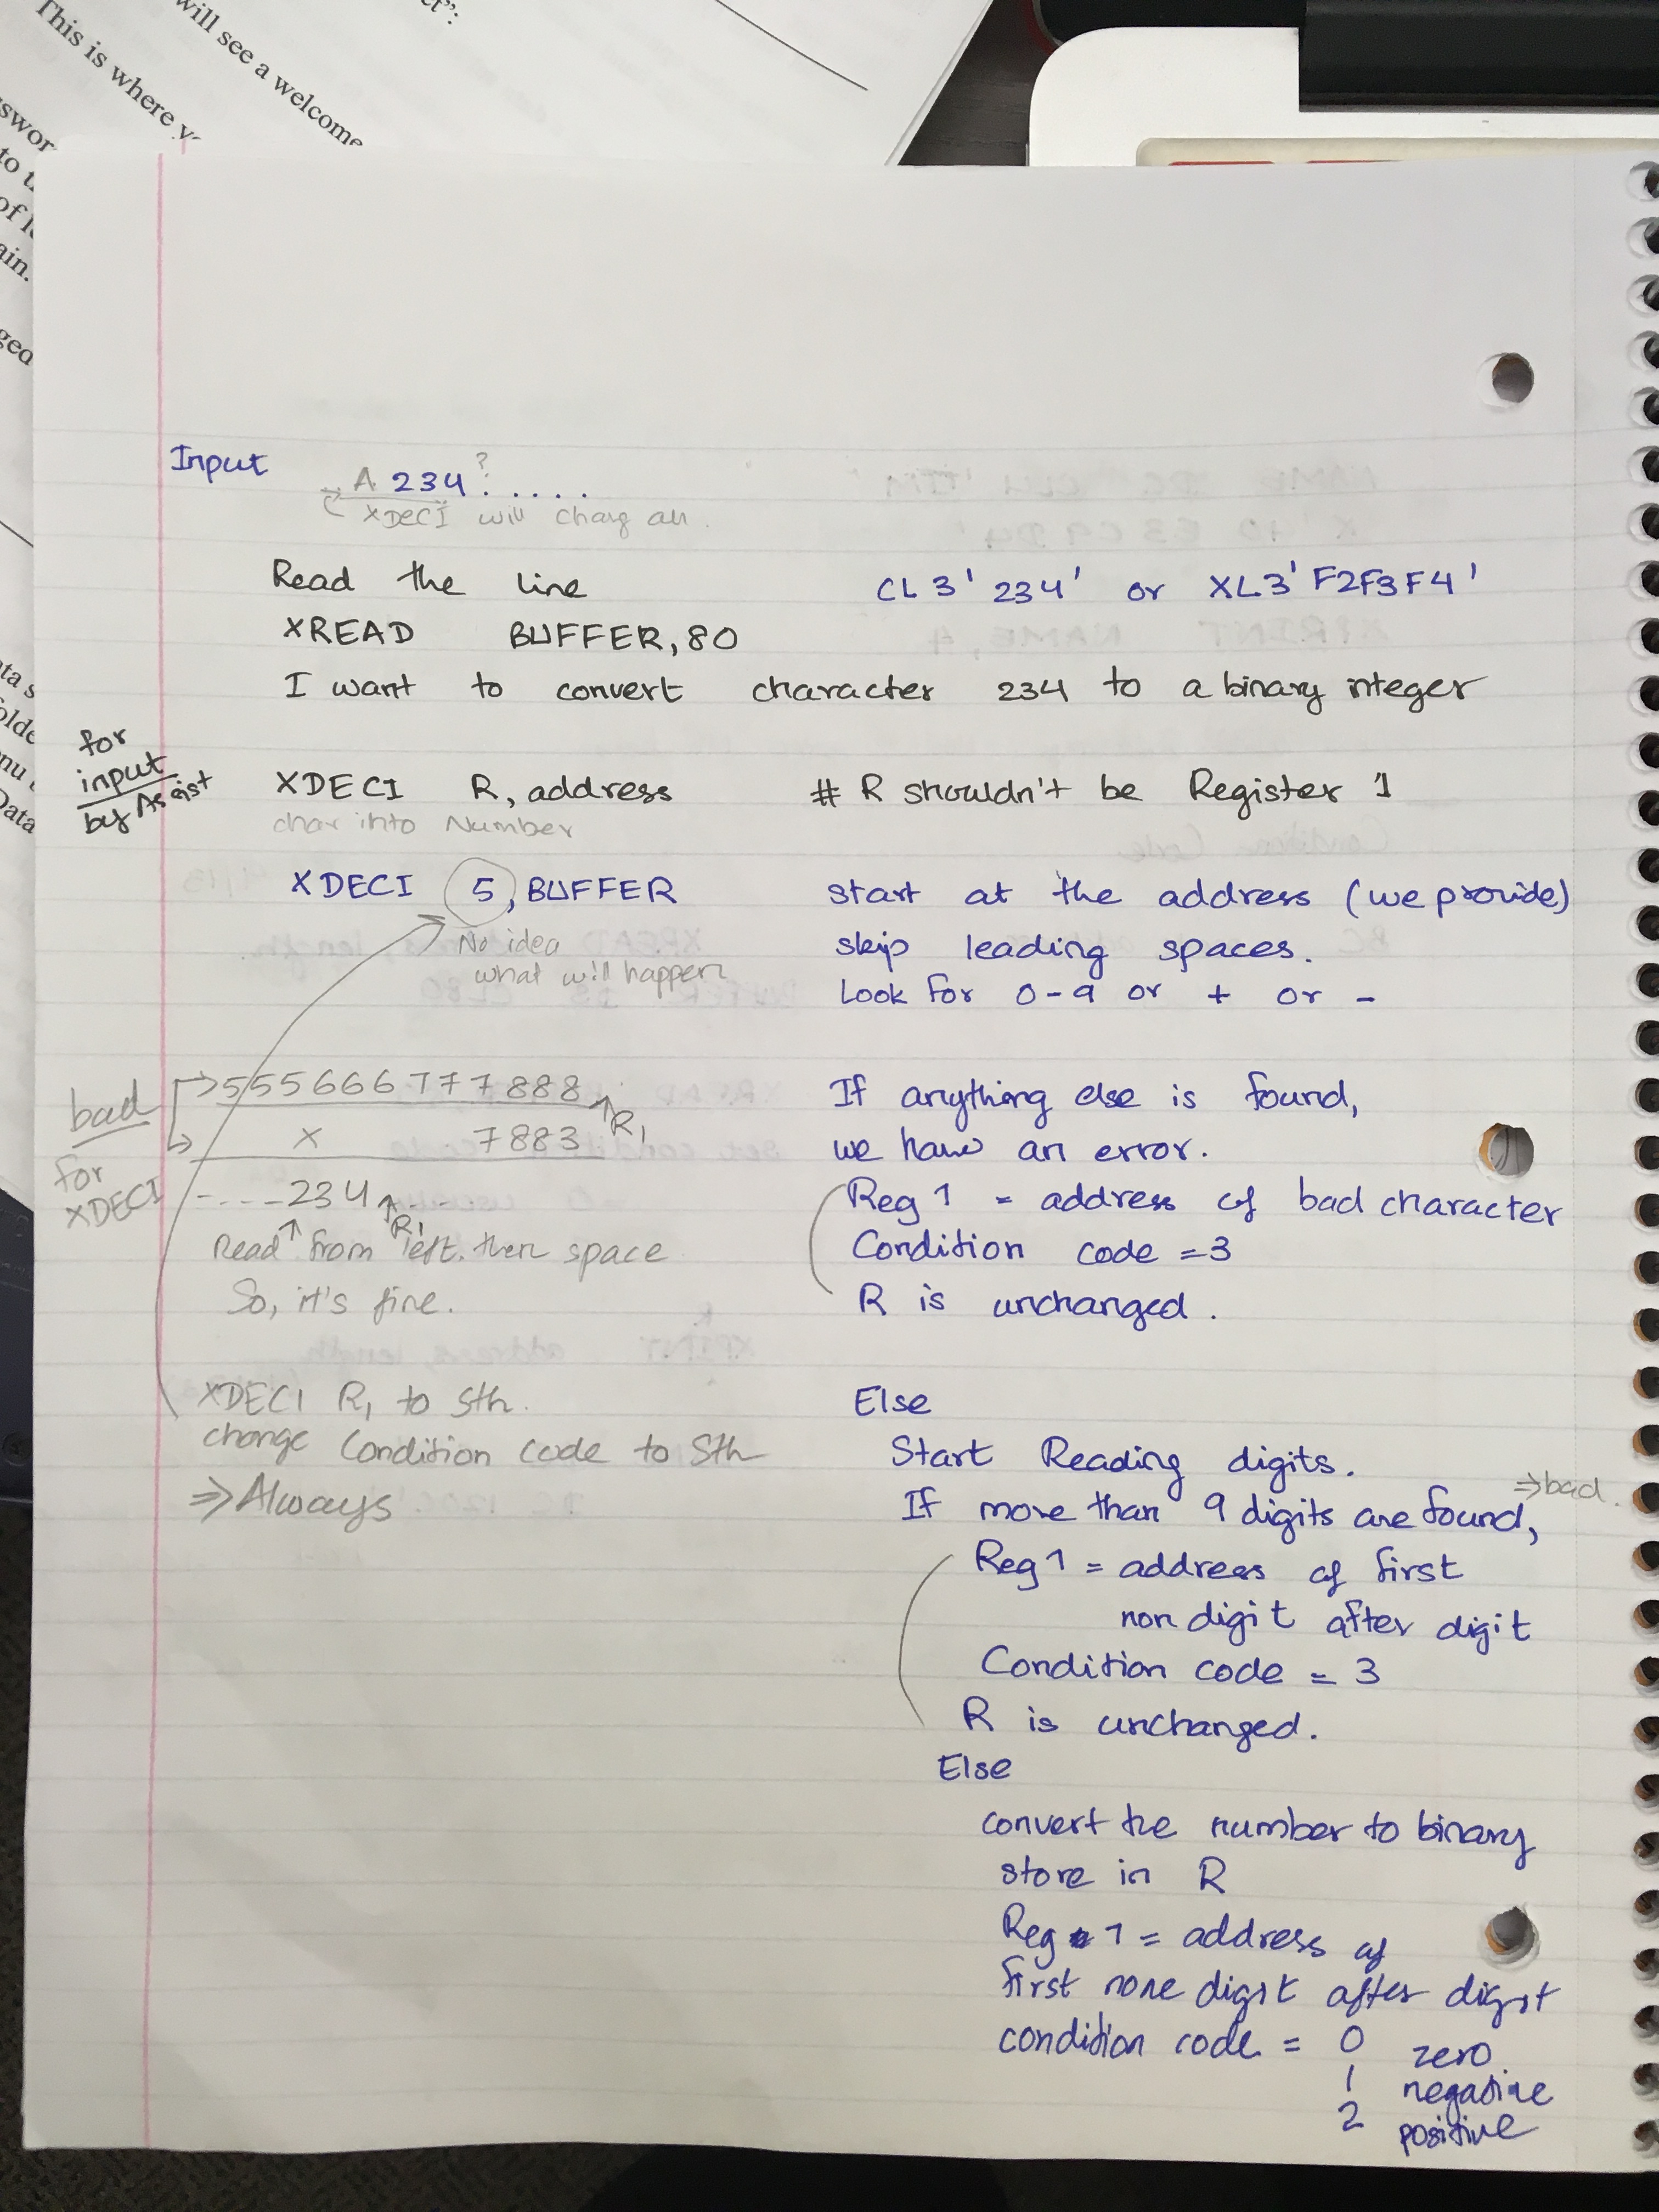 will see a welcome
This is where
ct":
swor
to t
of l
ain.
ged
ata s
olde
nu
Data
Input
A 234 ? . . . .
XDECI will chang all.
Read the line
CL3'234' or XL3'F2F3F4'
XREAD BUFFER,80
I want to convert character 234 to a binary integer
for
input
by Assist
XDECI R, address # R shouldn't be Register 1
char into Number
XDECI 5, BUFFER
No idea
what will happen
start at the address (we provide)
skip leading spaces.
Look for 0-9 or + or -
bad
for
XDECI
555666777888
R1
x 7883
- - - - 234
R1
Read from left. then space
So, it's fine.
If anything else is found,
we have an error.
Reg 1 = address of bad character
Condition code = 3
R is unchanged.
XDECI R1 to Sth.
change Condition code to Sth
⇒ Always
Else
Start Reading digits.
⇒ bad.
If more than 9 digits are found,
Reg 1 = address of first
non digit after digit
Condition code = 3
R is unchanged.
Else
convert the number to binary
store in R
Reg 1 = address of
first none digit after digit
condition code = 0 zero.
1 negative
2 positive